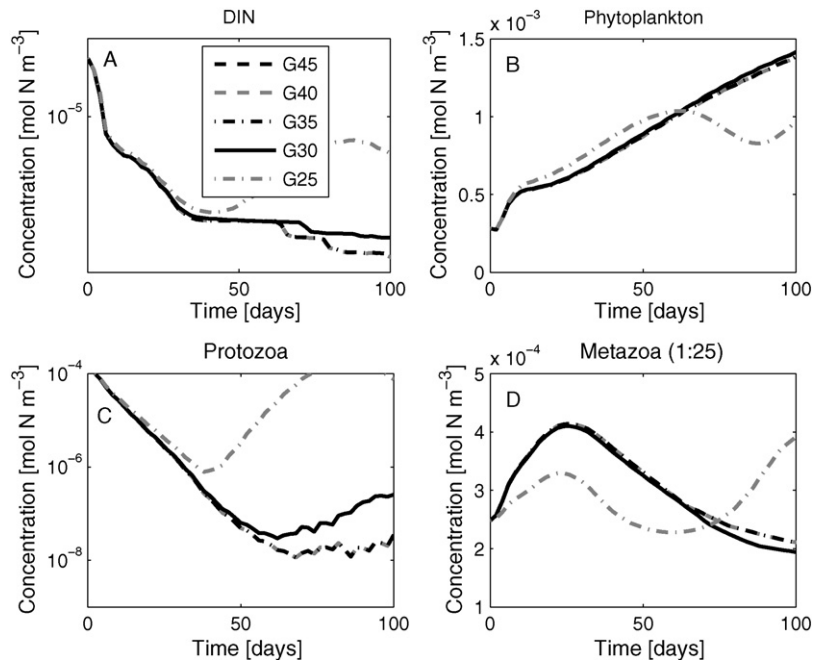 DIN
A
G45
G40
G35
G30
G25
10⁻⁵
Concentration [mol N m⁻³]
0 50 100
Time [days]
Phytoplankton
x 10⁻³
B
1.5
1
0.5
0
Concentration [mol N m⁻³]
0 50 100
Time [days]
Protozoa
C
10⁻⁴
10⁻⁶
10⁻⁸
Concentration [mol N m⁻³]
0 50 100
Time [days]
Metazoa (1:25)
x 10⁻⁴
D
5
4
3
2
1
Concentration [mol N m⁻³]
0 50 100
Time [days]